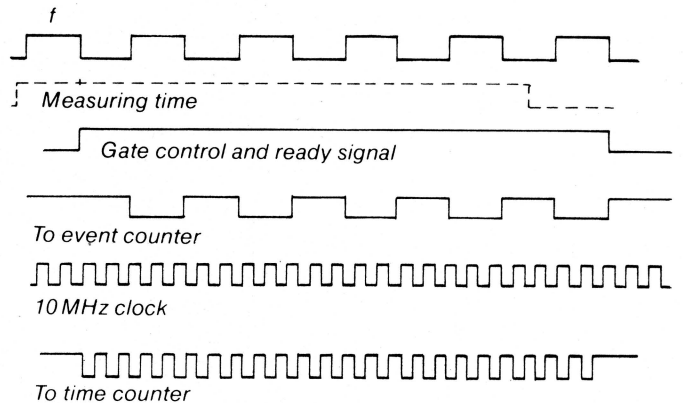 f
Measuring time
Gate control and ready signal
To event counter
10 MHz clock
To time counter